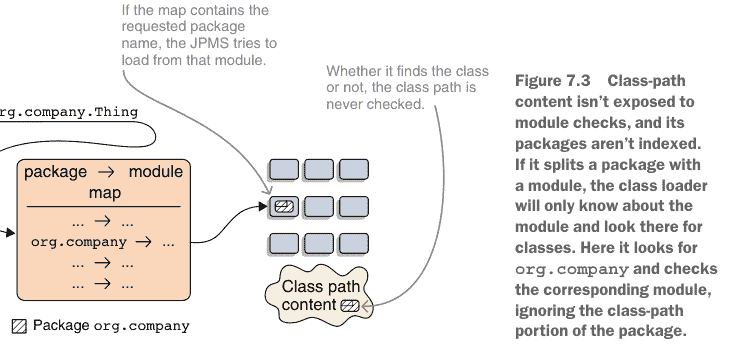 If the map contains the
requested package
name, the JPMS tries to
load from that module.
Whether it finds the class
or not, the class path is
never checked.
rg.company.Thing
package → module
map
... → ...
org.company → ...
... → ...
... → ...
Class path
content
Package org.company
Figure 7.3 Class-path
content isn't exposed to
module checks, and its
packages aren't indexed.
If it splits a package with
a module, the class loader
will only know about the
module and look there for
classes. Here it looks for
org.company and checks
the corresponding module,
ignoring the class-path
portion of the package.